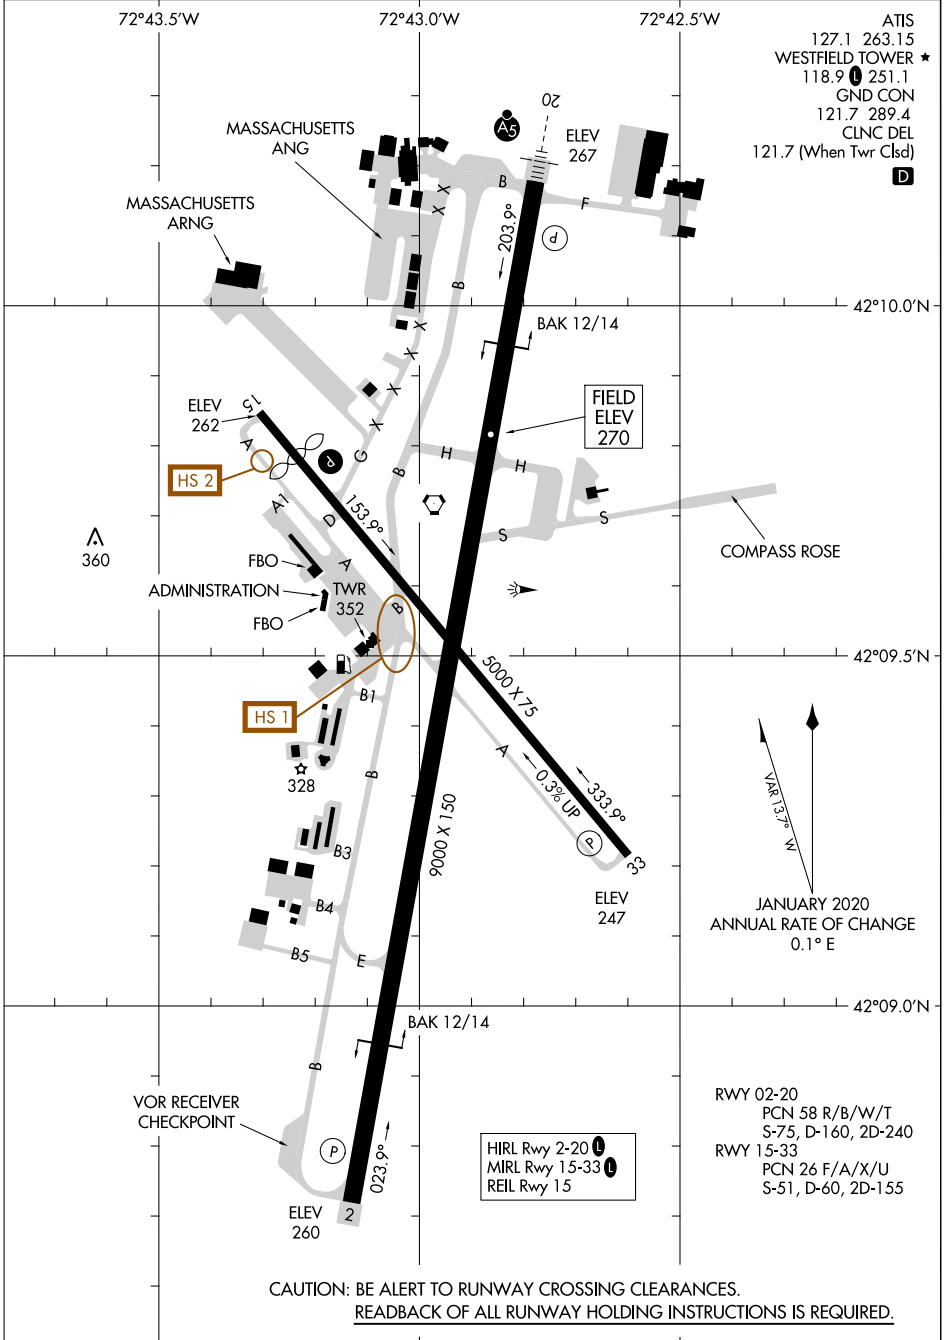 72°43.5'W
72°43.0'W
72°42.5'W
ATIS
127.1 263.15
WESTFIELD TOWER ★
118.9 L 251.1
GND CON
121.7 289.4
CLNC DEL
121.7 (When Twr Clsd)
D
20
A5
ELEV
267
MASSACHUSETTS
ANG
MASSACHUSETTS
ARNG
X
X
B
F
203.9°
P
B
42°10.0'N
BAK 12/14
X
X
X
X
G
FIELD
ELEV
270
ELEV
262
15
A
P
HS 2
H
H
B
A1
D
153.9°
S
S
COMPASS ROSE
360
FBO
A
ADMINISTRATION
TWR
352
FBO
B
42°09.5'N
5000 X 75
B1
HS 1
A
B
328
0.3% UP
333.9°
VAR 13.7° W
9000 X 150
P
33
B3
ELEV
247
B4
JANUARY 2020
ANNUAL RATE OF CHANGE
0.1° E
B5
E
42°09.0'N
BAK 12/14
B
VOR RECEIVER
CHECKPOINT
P
023.9°
2
ELEV
260
HIRL Rwy 2-20 L
MIRL Rwy 15-33 L
REIL Rwy 15
RWY 02-20
PCN 58 R/B/W/T
S-75, D-160, 2D-240
RWY 15-33
PCN 26 F/A/X/U
S-51, D-60, 2D-155
CAUTION: BE ALERT TO RUNWAY CROSSING CLEARANCES.
READBACK OF ALL RUNWAY HOLDING INSTRUCTIONS IS REQUIRED.